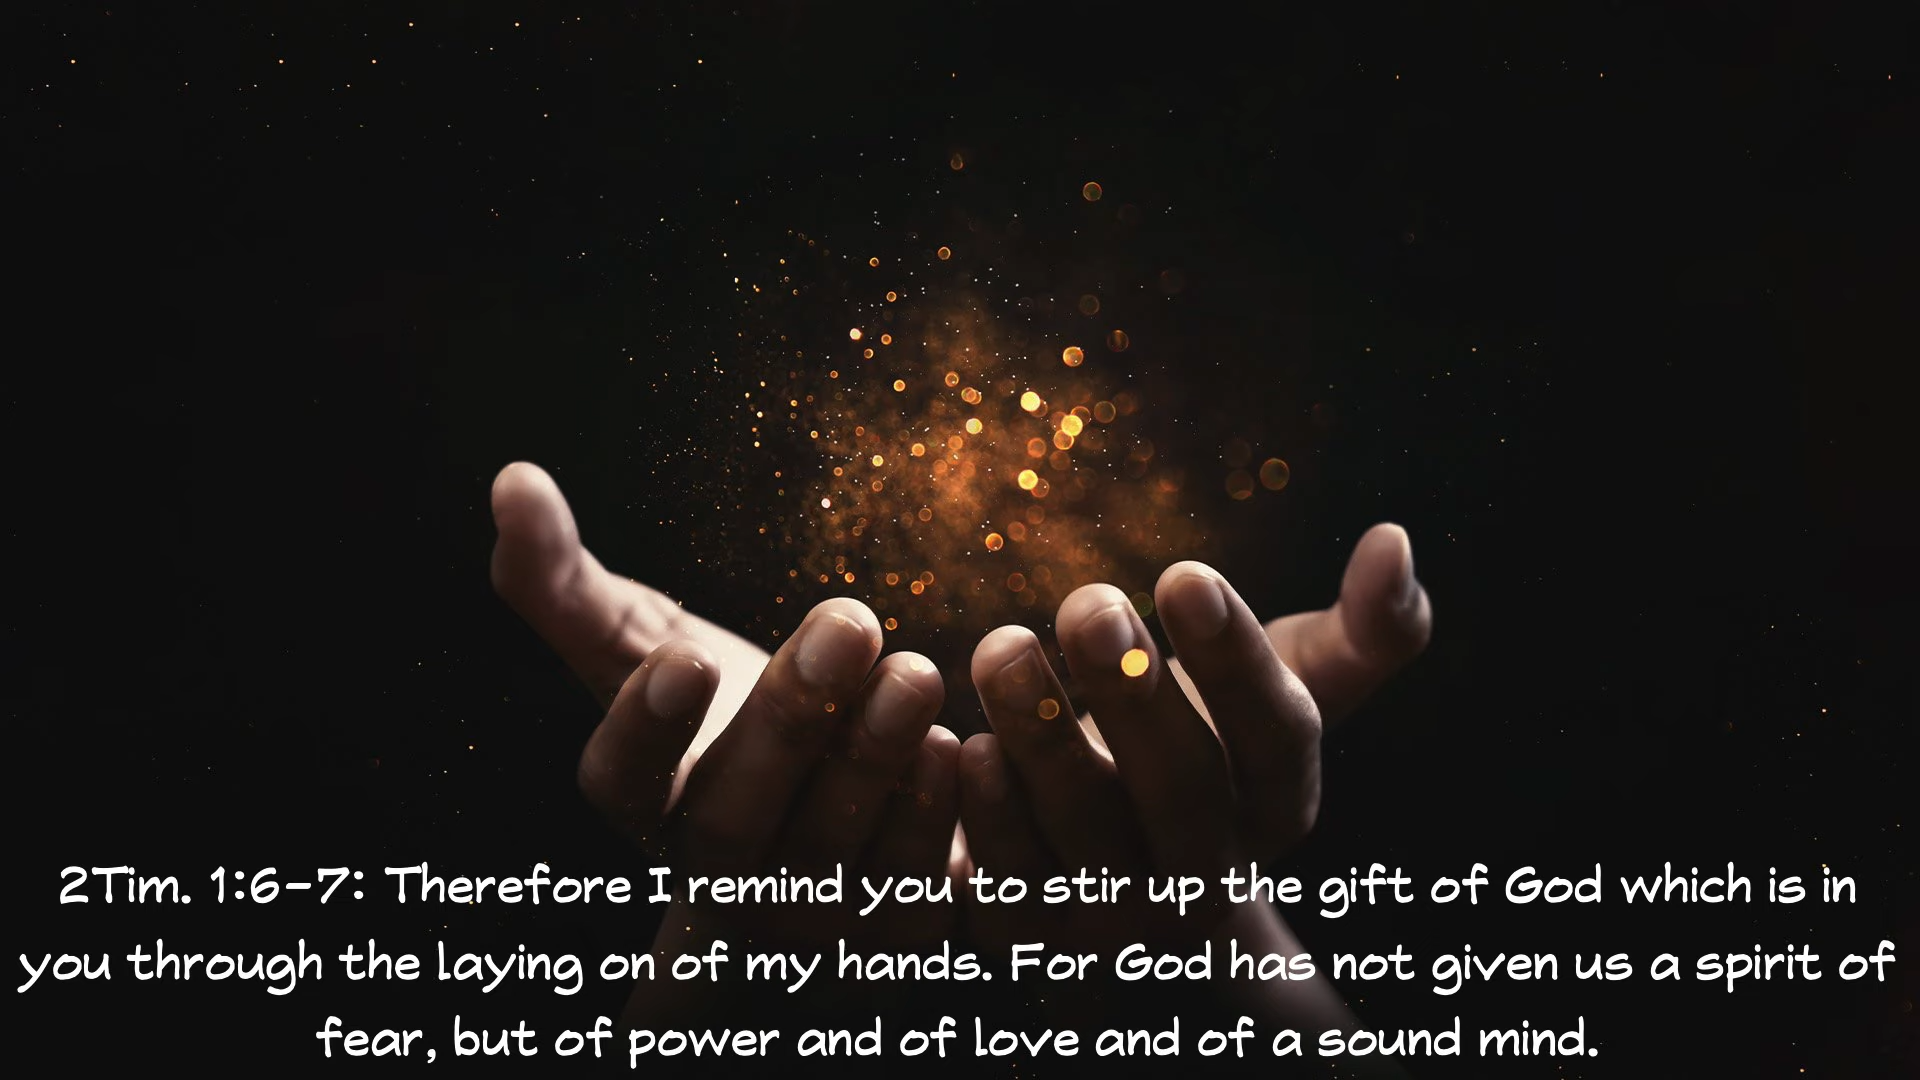 2Tim. 1:6-7: Therefore I remind you to stir up the gift of God which is in
you through the laying on of my hands. For God has not given us a spirit of
fear, but of power and of love and of a sound mind.